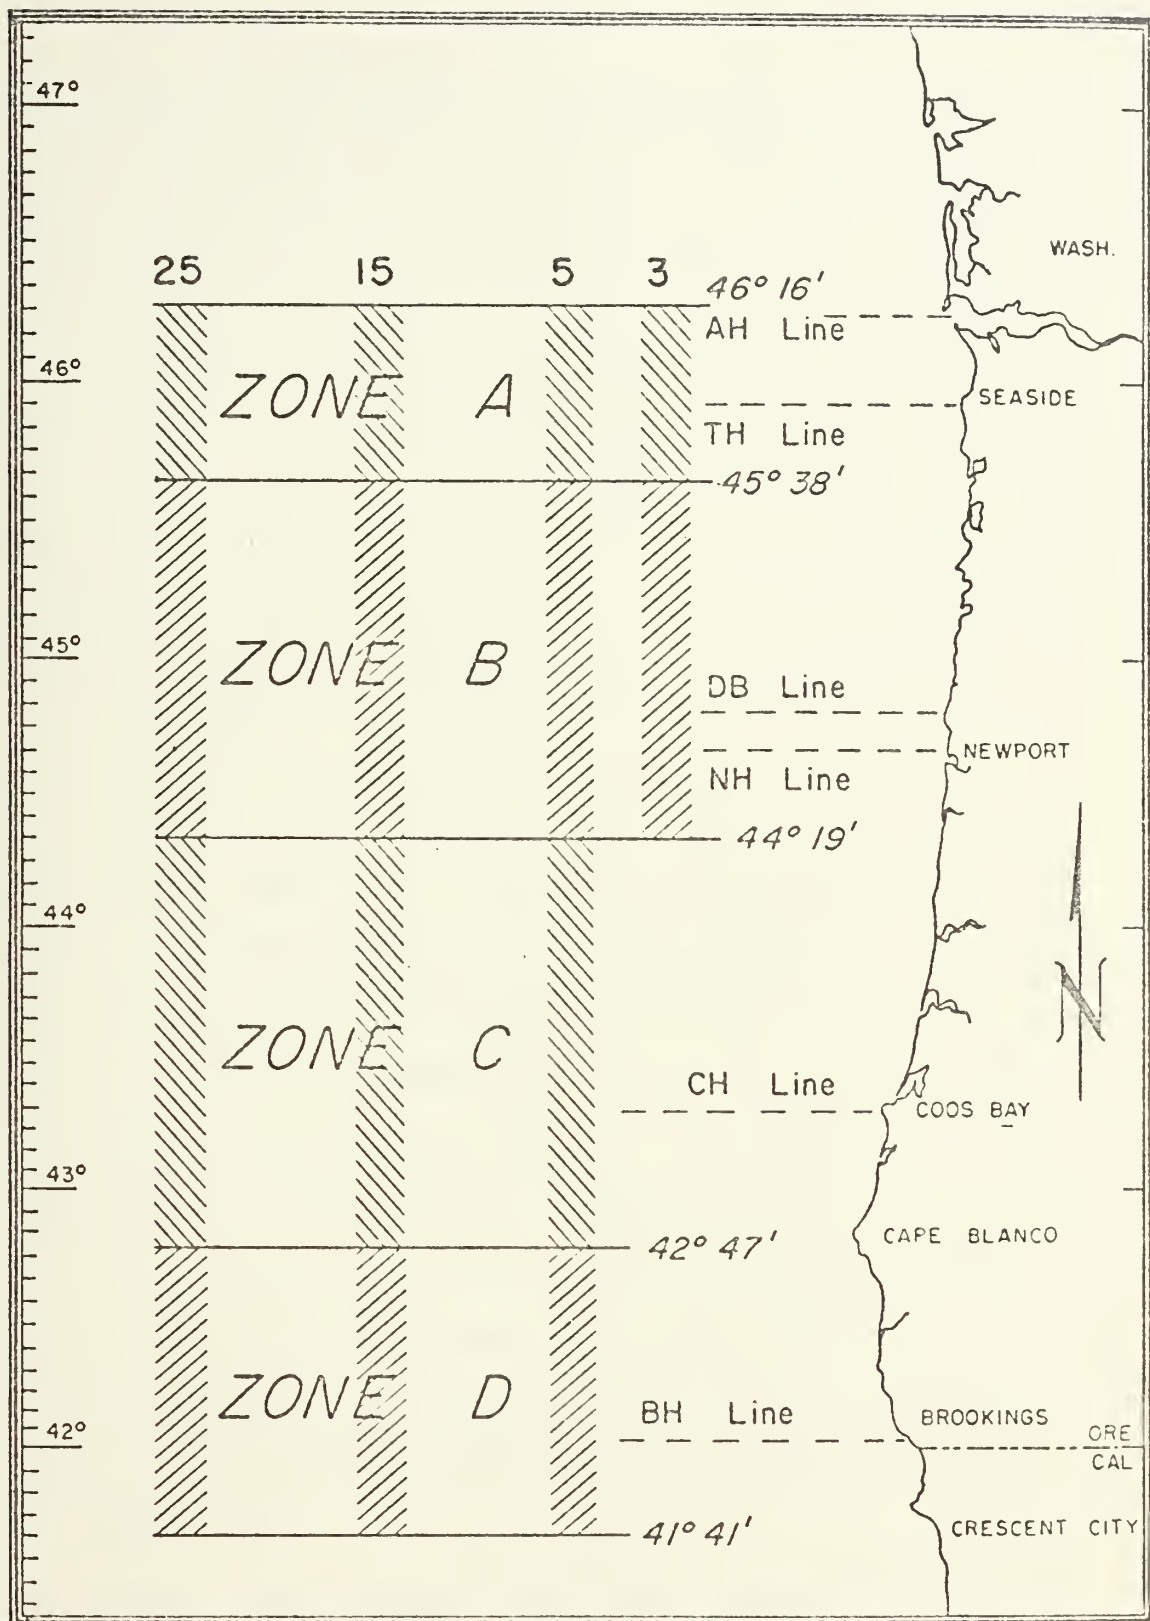 47°
WASH.
25 15 5 3 46° 16'
AH Line
46°
ZONE A
SEASIDE
TH Line
45° 38'
45°
ZONE B
DB Line
NEWPORT
NH Line
44° 19'
44°
N
ZONE C
CH Line
COOS BAY
43°
42° 47'
CAPE BLANCO
ZONE D
BH Line
BROOKINGS
42°
ORE
CAL
41° 41'
CRESCENT CITY